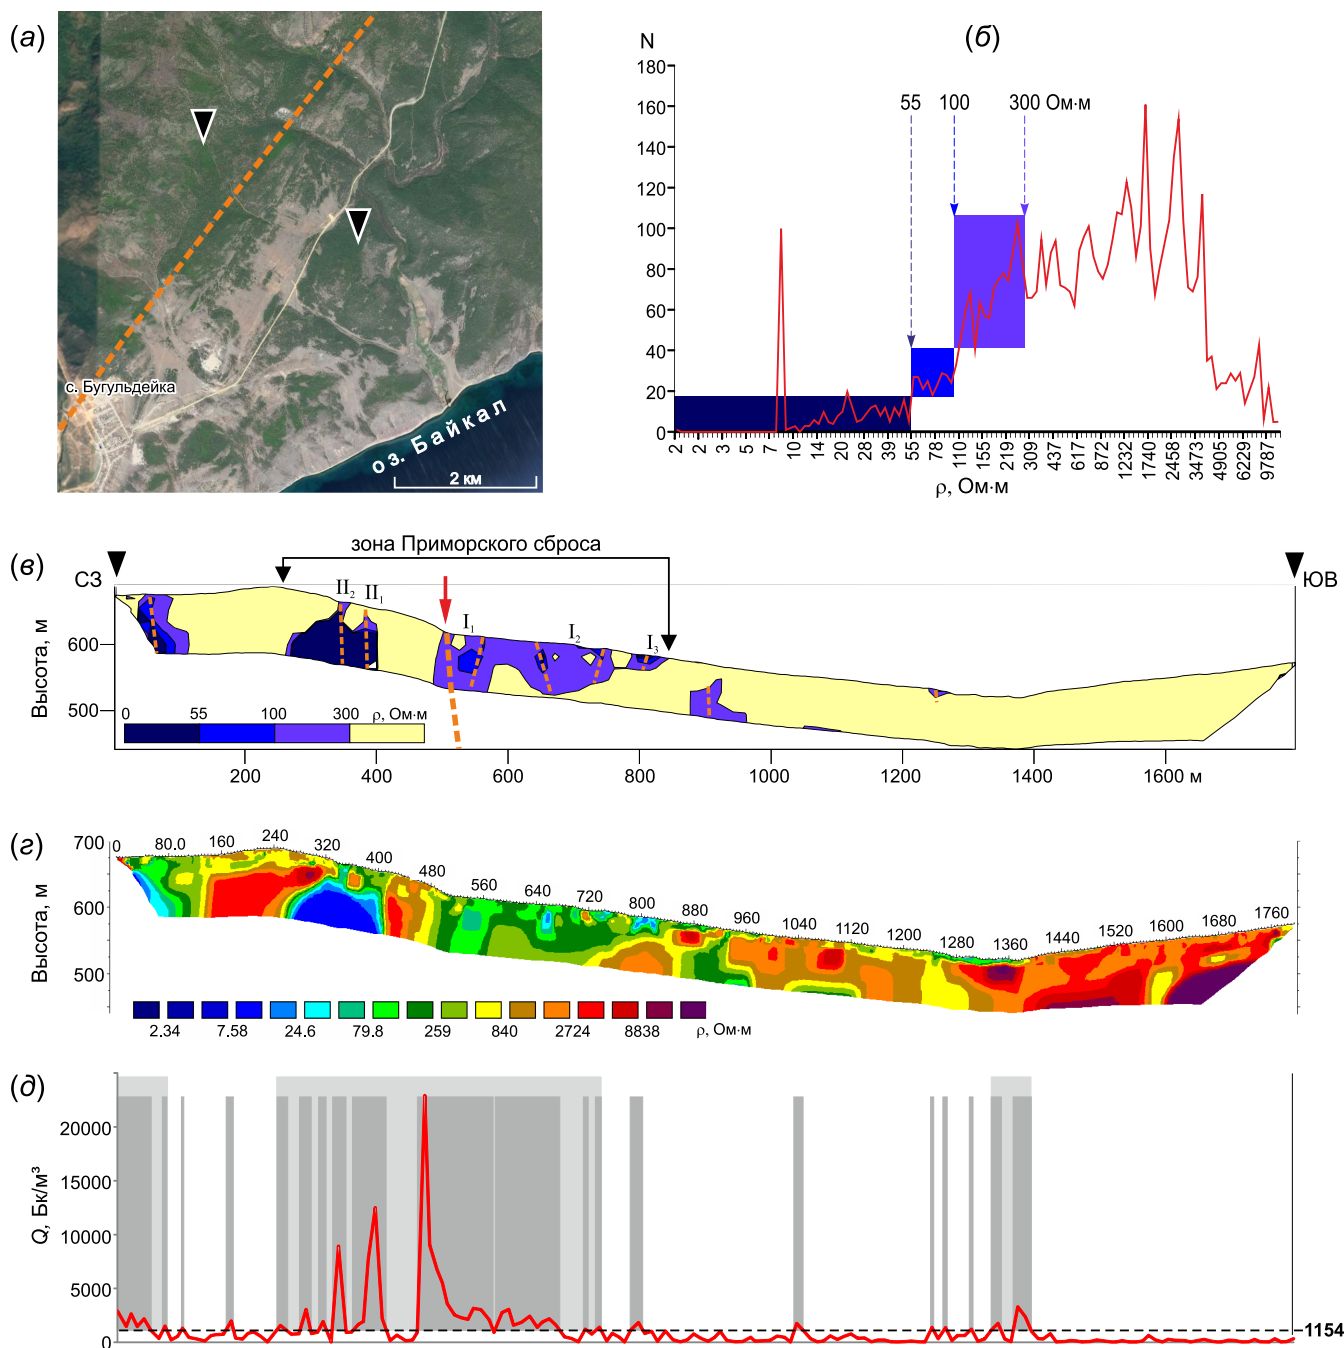 (а)
с. Бугульдейка
оз. Байкал
2 км
(б)
N
180
160
140
120
100
80
60
40
20
0
55 100 300 Ом·м
2 2 3 5 7 10 14 20 28 39 55 78 110 155 219 309 437 617 872 1232 1740 2458 3473 4905 6229 9787
ρ, Ом·м
(в)
зона Приморского сброса
СЗ
ЮВ
II2 II1 I1 I2 I3
Высота, м
600
500
0 55 100 300 ρ, Ом·м
200 400 600 800 1000 1200 1400 1600 м
(г)
Высота, м
700
600
500
0 80.0 160 240 320 400 480 560 640 720 800 880 960 1040 1120 1200 1280 1360 1440 1520 1600 1680 1760
2.34 7.58 24.6 79.8 259 840 2724 8838 ρ, Ом·м
(д)
Q, Бк/м³
20000
15000
10000
5000
0
1154